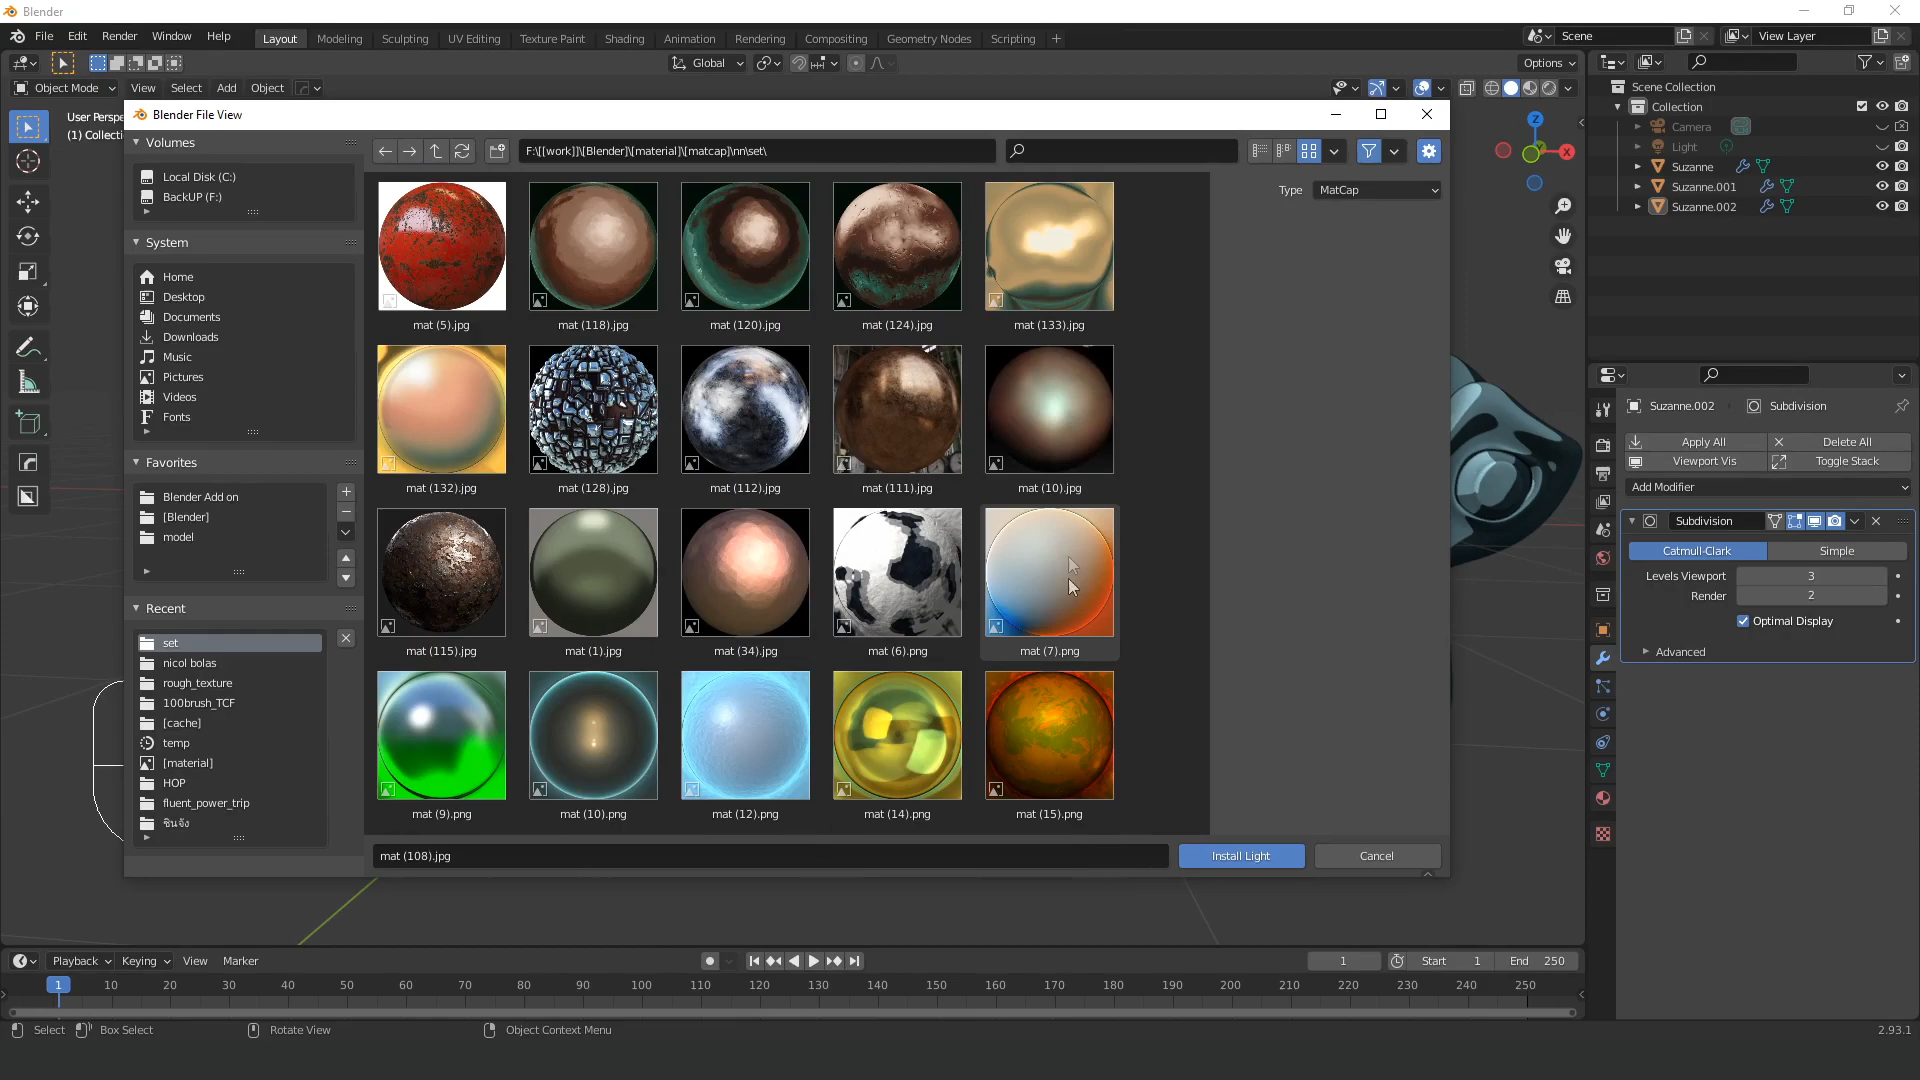 Blender
File Edit Render Window Help
Layout Modeling Sculpting UV Editing Texture Paint Shading Animation Rendering Compositing Geometry Nodes Scripting +
Scene
View Layer
Global
Options
Object Mode View Select Add Object
User Perspe
(1) Collecti
Blender File View
Volumes
Local Disk (C:)
BackUP (F:)
System
Home
Desktop
Documents
Downloads
Music
Pictures
Videos
Fonts
Favorites
Blender Add on
[Blender]
model
Recent
set
nicol bolas
rough_texture
100brush_TCF
[cache]
temp
[material]
HOP
fluent_power_trip
ชินจัง
F:\[[work]]\[Blender]\[material]\[matcap]\nn\set\
Type MatCap
mat (5).jpg mat (118).jpg mat (120).jpg mat (124).jpg mat (133).jpg
mat (132).jpg mat (128).jpg mat (112).jpg mat (111).jpg mat (10).jpg
mat (115).jpg mat (1).jpg mat (34).jpg mat (6).png mat (7).png
mat (9).png mat (10).png mat (12).png mat (14).png mat (15).png
mat (108).jpg
Install Light
Cancel
Scene Collection
Collection
Camera
Light
Suzanne
Suzanne.001
Suzanne.002
Suzanne.002 Subdivision
Apply All Delete All
Viewport Vis Toggle Stack
Add Modifier
Subdivision
Catmull-Clark Simple
Levels Viewport 3
Render 2
Optimal Display
Advanced
Playback Keying View Marker
1 Start 1 End 250
1 10 20 30 40 50 60 70 80 90 100 110 120 130 140 150 160 170 180 190 200 210 220 230 240 250
Select Box Select Rotate View Object Context Menu
2.93.1
X
Z